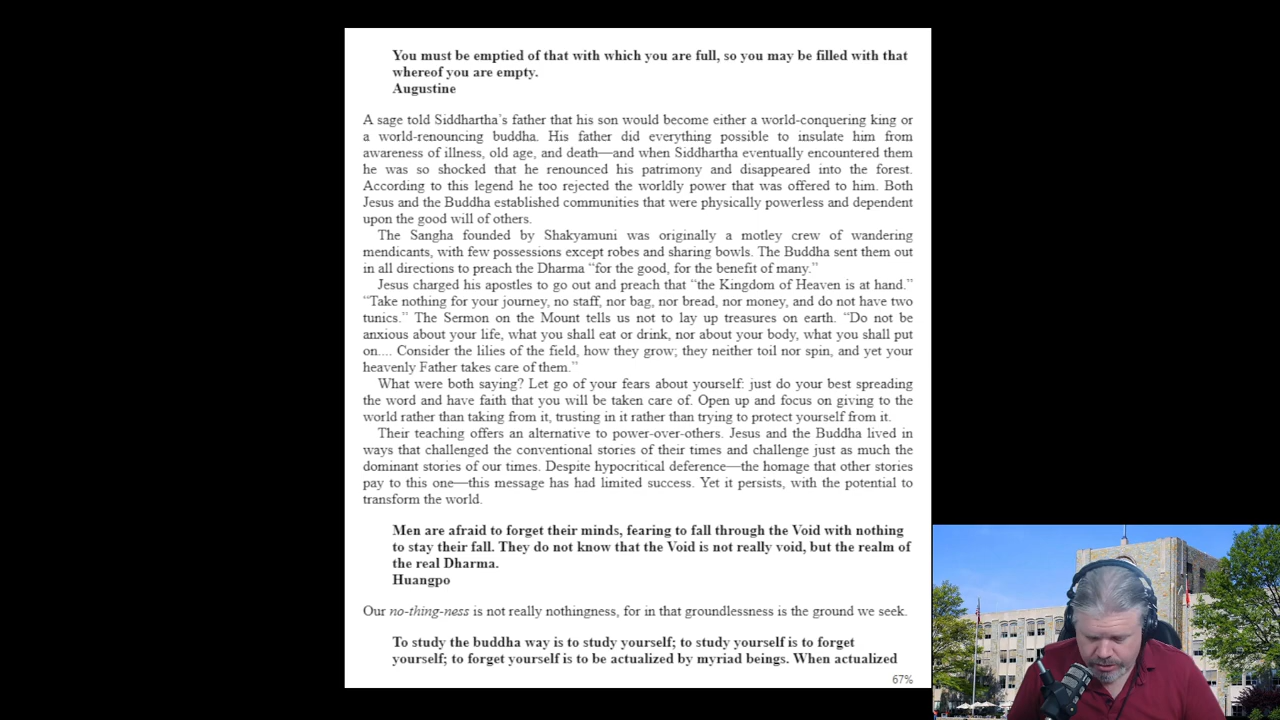 You must be emptied of that with which you are full, so you may be filled with that
whereof you are empty.
Augustine
A sage told Siddhartha’s father that his son would become either a world-conquering king or
a world-renouncing buddha. His father did everything possible to insulate him from
awareness of illness, old age, and death—and when Siddhartha eventually encountered them
he was so shocked that he renounced his patrimony and disappeared into the forest.
According to this legend he too rejected the worldly power that was offered to him. Both
Jesus and the Buddha established communities that were physically powerless and dependent
upon the good will of others.
The Sangha founded by Shakyamuni was originally a motley crew of wandering
mendicants, with few possessions except robes and sharing bowls. The Buddha sent them out
in all directions to preach the Dharma “for the good, for the benefit of many.”
Jesus charged his apostles to go out and preach that “the Kingdom of Heaven is at hand.”
“Take nothing for your journey, no staff, nor bag, nor bread, nor money, and do not have two
tunics.” The Sermon on the Mount tells us not to lay up treasures on earth. “Do not be
anxious about your life, what you shall eat or drink, nor about your body, what you shall put
on.... Consider the lilies of the field, how they grow; they neither toil nor spin, and yet your
heavenly Father takes care of them.”
What were both saying? Let go of your fears about yourself: just do your best spreading
the word and have faith that you will be taken care of. Open up and focus on giving to the
world rather than taking from it, trusting in it rather than trying to protect yourself from it.
Their teaching offers an alternative to power-over-others. Jesus and the Buddha lived in
ways that challenged the conventional stories of their times and challenge just as much the
dominant stories of our times. Despite hypocritical deference—the homage that other stories
pay to this one—this message has had limited success. Yet it persists, with the potential to
transform the world.
Men are afraid to forget their minds, fearing to fall through the Void with nothing
to stay their fall. They do not know that the Void is not really void, but the realm of
the real Dharma.
Huangpo
Our no-thing-ness is not really nothingness, for in that groundlessness is the ground we seek.
To study the buddha way is to study yourself; to study yourself is to forget
yourself; to forget yourself is to be actualized by myriad beings. When actualized
67%